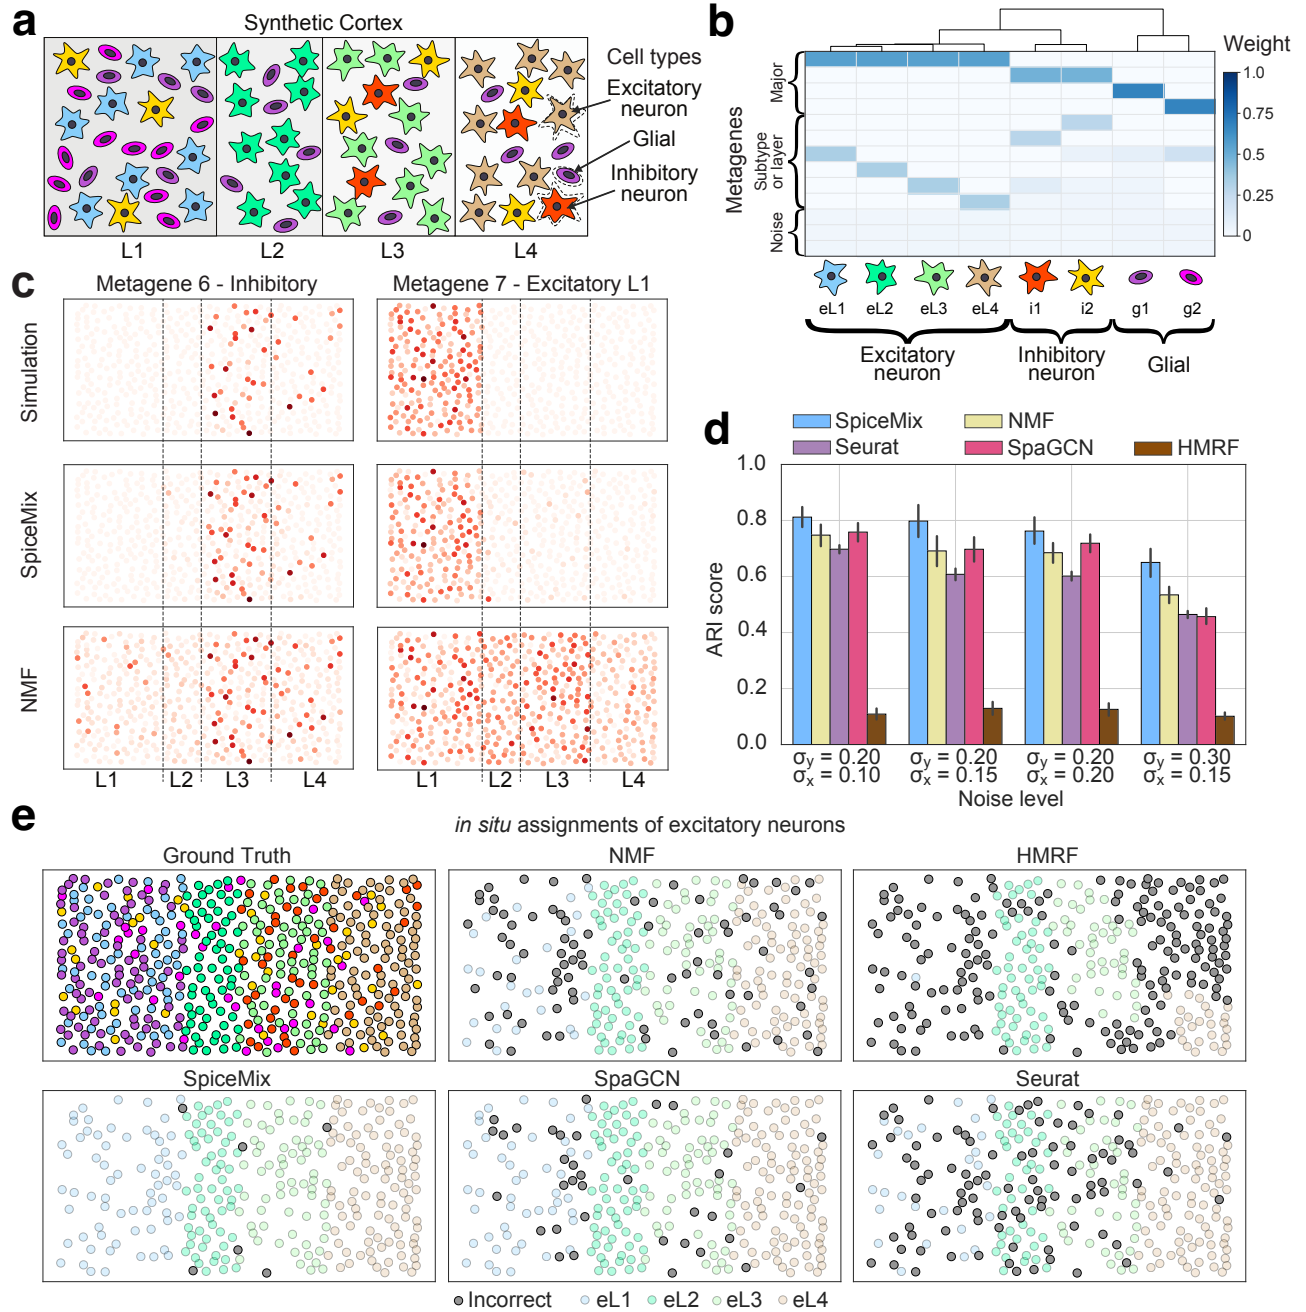 a
Synthetic Cortex
Cell types
Excitatory
neuron
Glial
Inhibitory
neuron
L1 L2 L3 L4
b
Weight
1.0
0.75
0.5
0.25
0
Metagenes
Major
Subtype
or layer
Noise
eL1 eL2 eL3 eL4 i1 i2 g1 g2
Excitatory
neuron
Inhibitory
neuron
Glial
c
Metagene 6 - Inhibitory
Metagene 7 - Excitatory L1
Simulation
SpiceMix
NMF
L1 L2 L3 L4
L1 L2 L3 L4
d
SpiceMix NMF
Seurat SpaGCN HMRF
ARI score
1.0
0.8
0.6
0.4
0.2
0.0
σy = 0.20 σy = 0.20 σy = 0.20 σy = 0.30
σx = 0.10 σx = 0.15 σx = 0.20 σx = 0.15
Noise level
e
in situ assignments of excitatory neurons
Ground Truth NMF HMRF
SpiceMix SpaGCN Seurat
Incorrect eL1 eL2 eL3 eL4